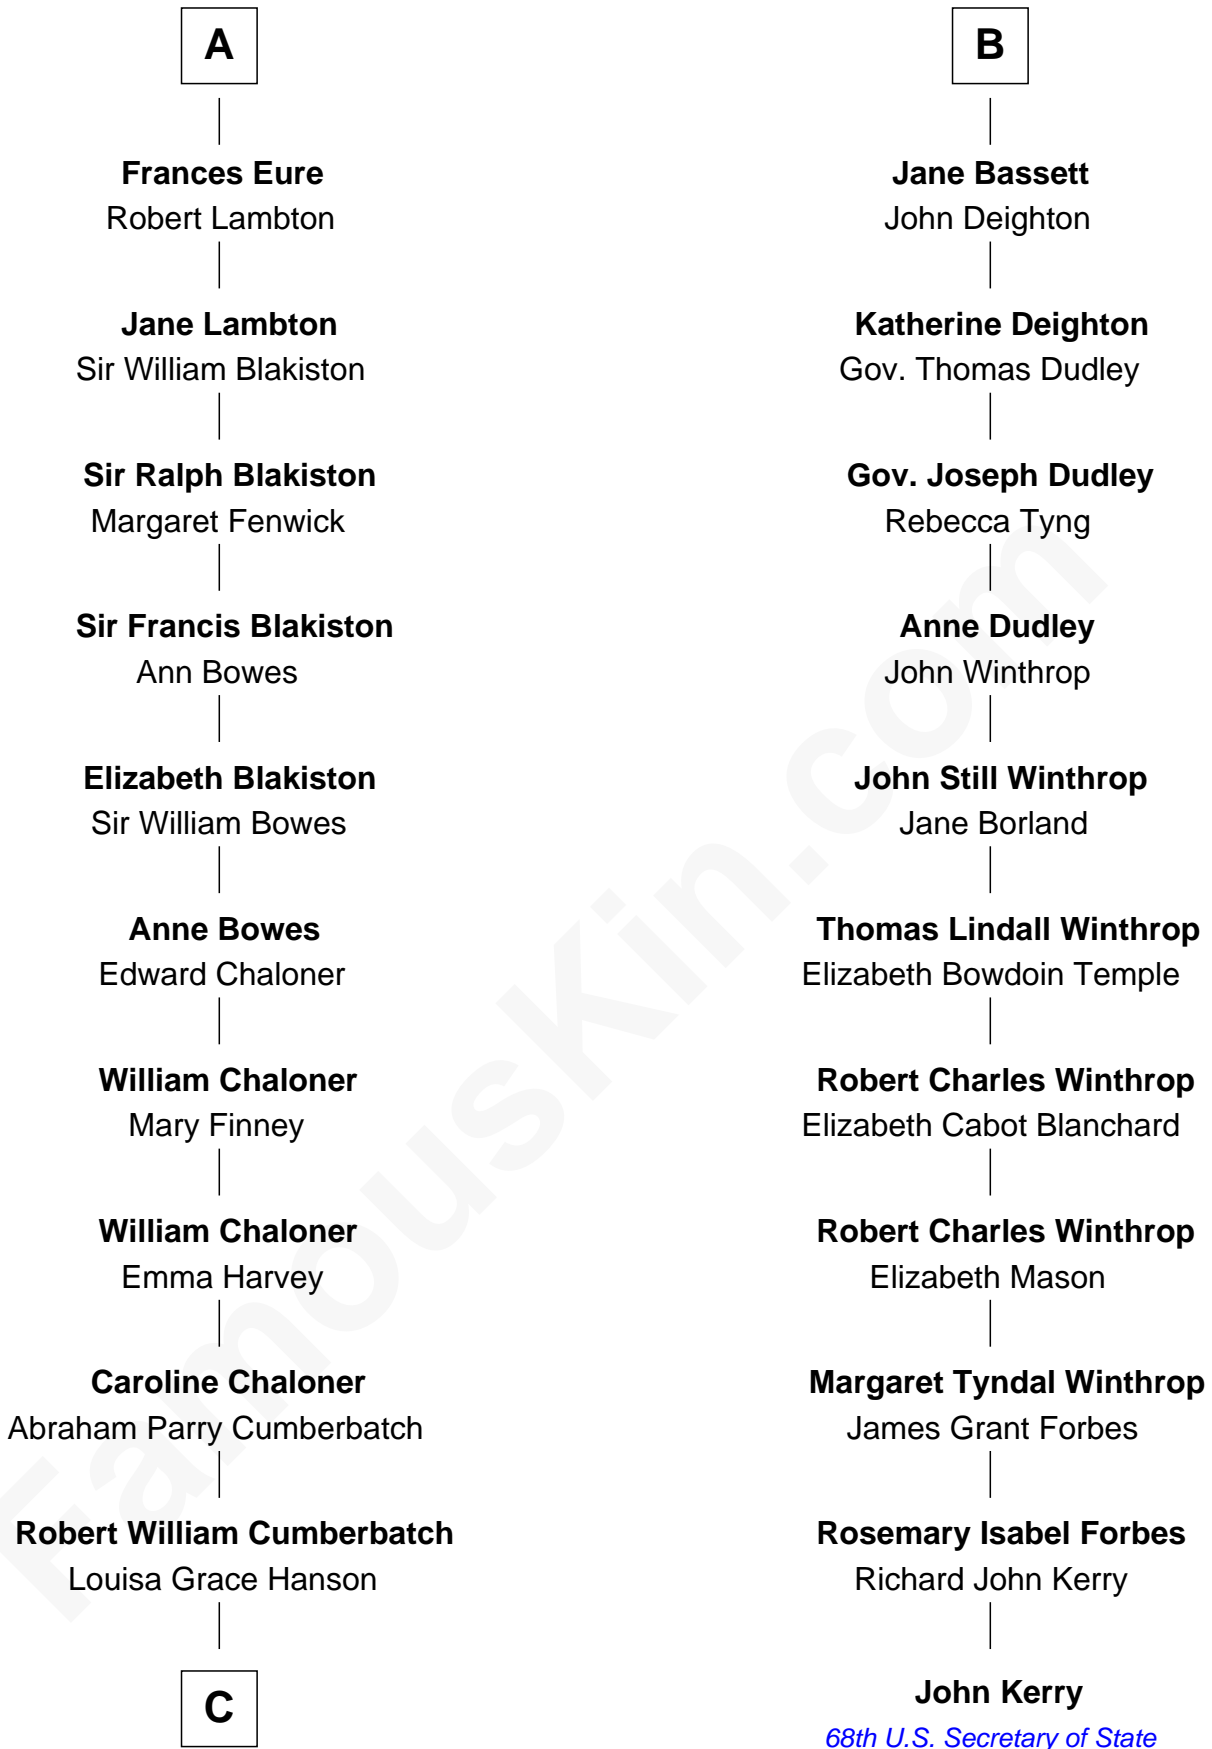 A
Frances Eure
Robert Lambton
Jane Lambton
Sir William Blakiston
Sir Ralph Blakiston
Margaret Fenwick
Sir Francis Blakiston
Ann Bowes
Elizabeth Blakiston
Sir William Bowes
Anne Bowes
Edward Chaloner
William Chaloner
Mary Finney
William Chaloner
Emma Harvey
Caroline Chaloner
Abraham Parry Cumberbatch
Robert William Cumberbatch
Louisa Grace Hanson
C
B
Jane Bassett
John Deighton
Katherine Deighton
Gov. Thomas Dudley
Gov. Joseph Dudley
Rebecca Tyng
Anne Dudley
John Winthrop
John Still Winthrop
Jane Borland
Thomas Lindall Winthrop
Elizabeth Bowdoin Temple
Robert Charles Winthrop
Elizabeth Cabot Blanchard
Robert Charles Winthrop
Elizabeth Mason
Margaret Tyndal Winthrop
James Grant Forbes
Rosemary Isabel Forbes
Richard John Kerry
John Kerry
68th U.S. Secretary of State
FamousKin.com